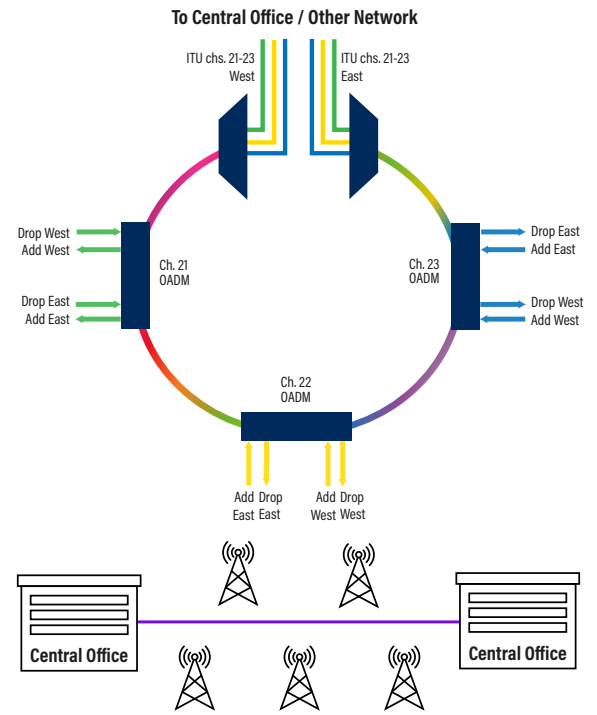 To Central Office / Other Network
ITU chs. 21-23
West
ITU chs. 21-23
East
Drop West
Add West
Ch. 21
OADM
Drop East
Add East
Ch. 23
OADM
Drop East
Add East
Drop West
Add West
Ch. 22
OADM
Add Drop
East East
Add Drop
West West
Central Office
Central Office